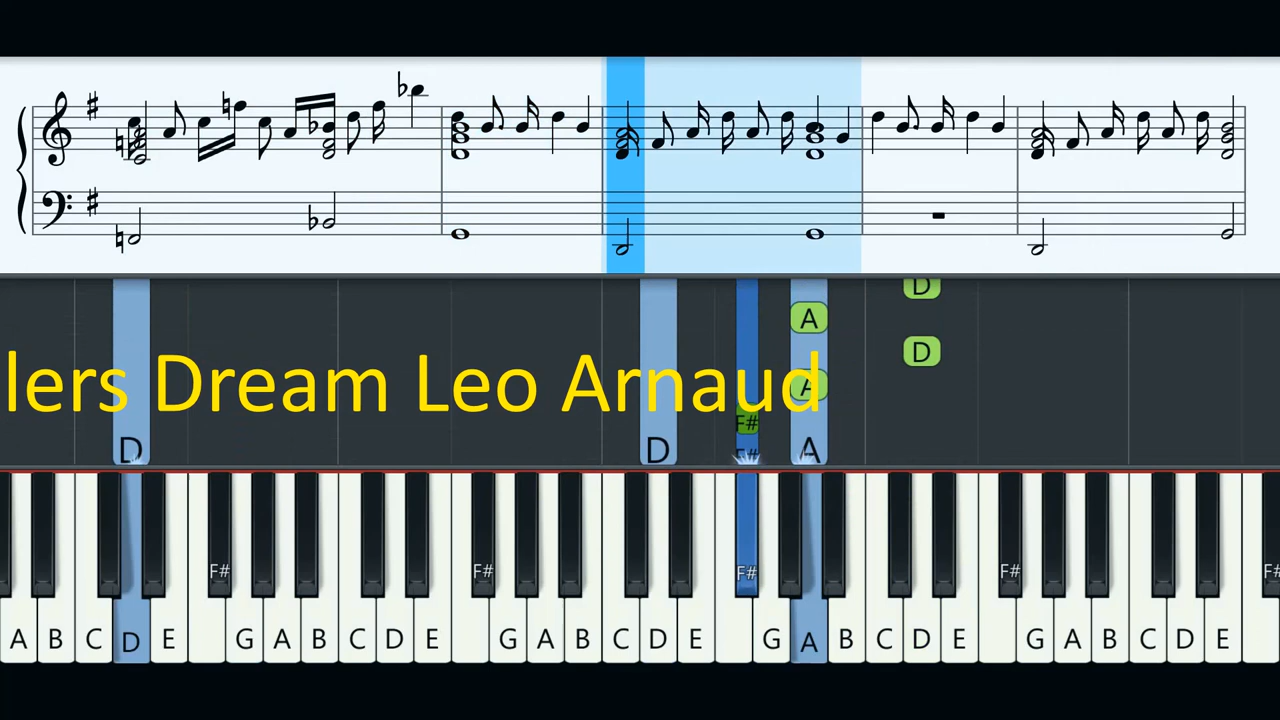 D
A
D
lers Dream Leo Arnaud
A
F#
D D F# A
F# F# F# F# F#
A B C D E G A B C D E G A B C D E G A B C D E G A B C D E